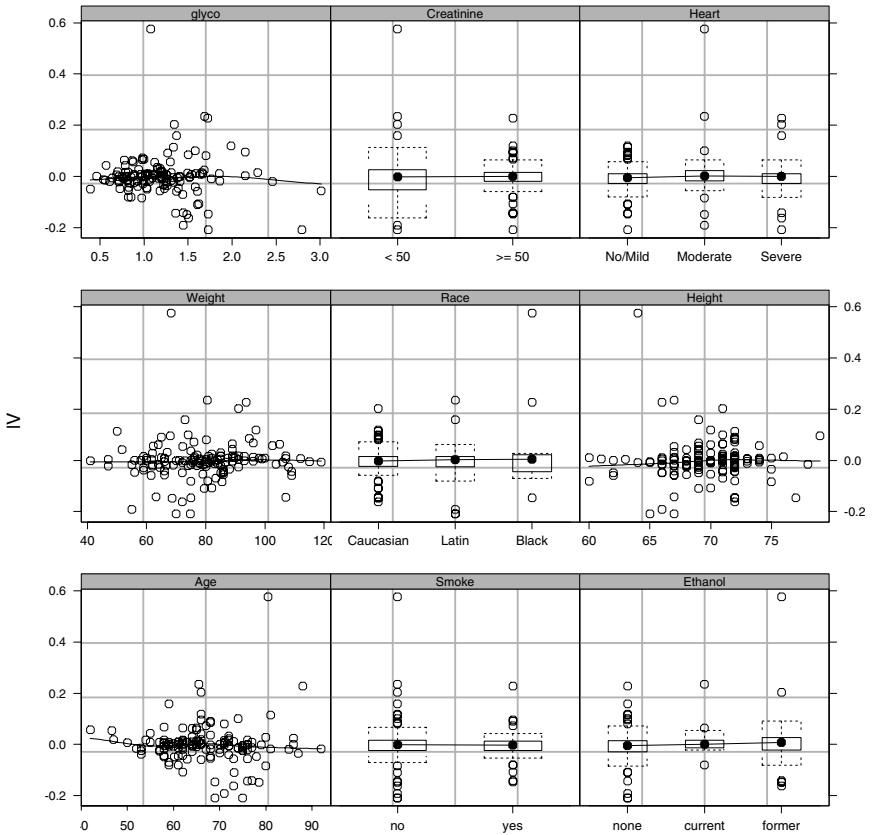 glyco Creatinine Heart
0.6
0.4
0.2
0.0
-0.2
0.5 1.0 1.5 2.0 2.5 3.0 < 50 >= 50 No/Mild Moderate Severe
Weight Race Height
0.6
0.4
0.2
0.0
-0.2
40 60 80 100 Caucasian Latin Black 60 65 70 75
IV
Age Smoke Ethanol
0.6
0.4
0.2
0.0
-0.2
50 60 70 80 90 no yes none current former